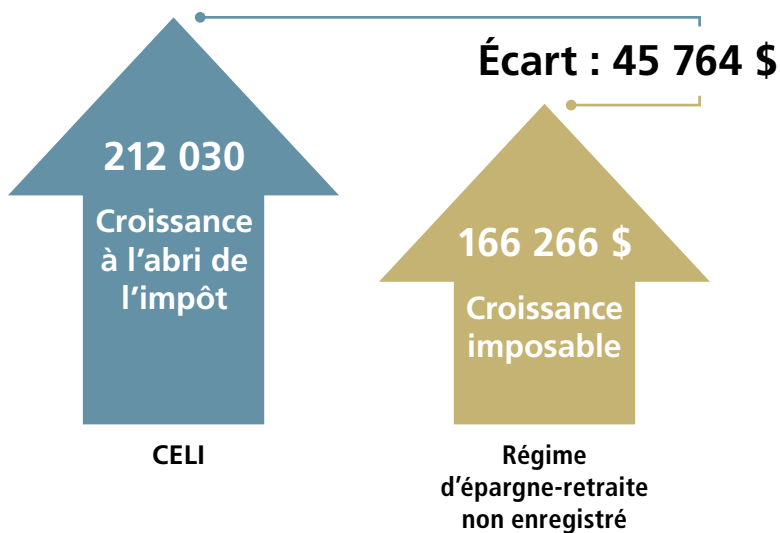 Écart : 45 764 $
212 030
Croissance
à l’abri de
l’impôt
CELI
166 266 $
Croissance
imposable
Régime
d’épargne-retraite
non enregistré